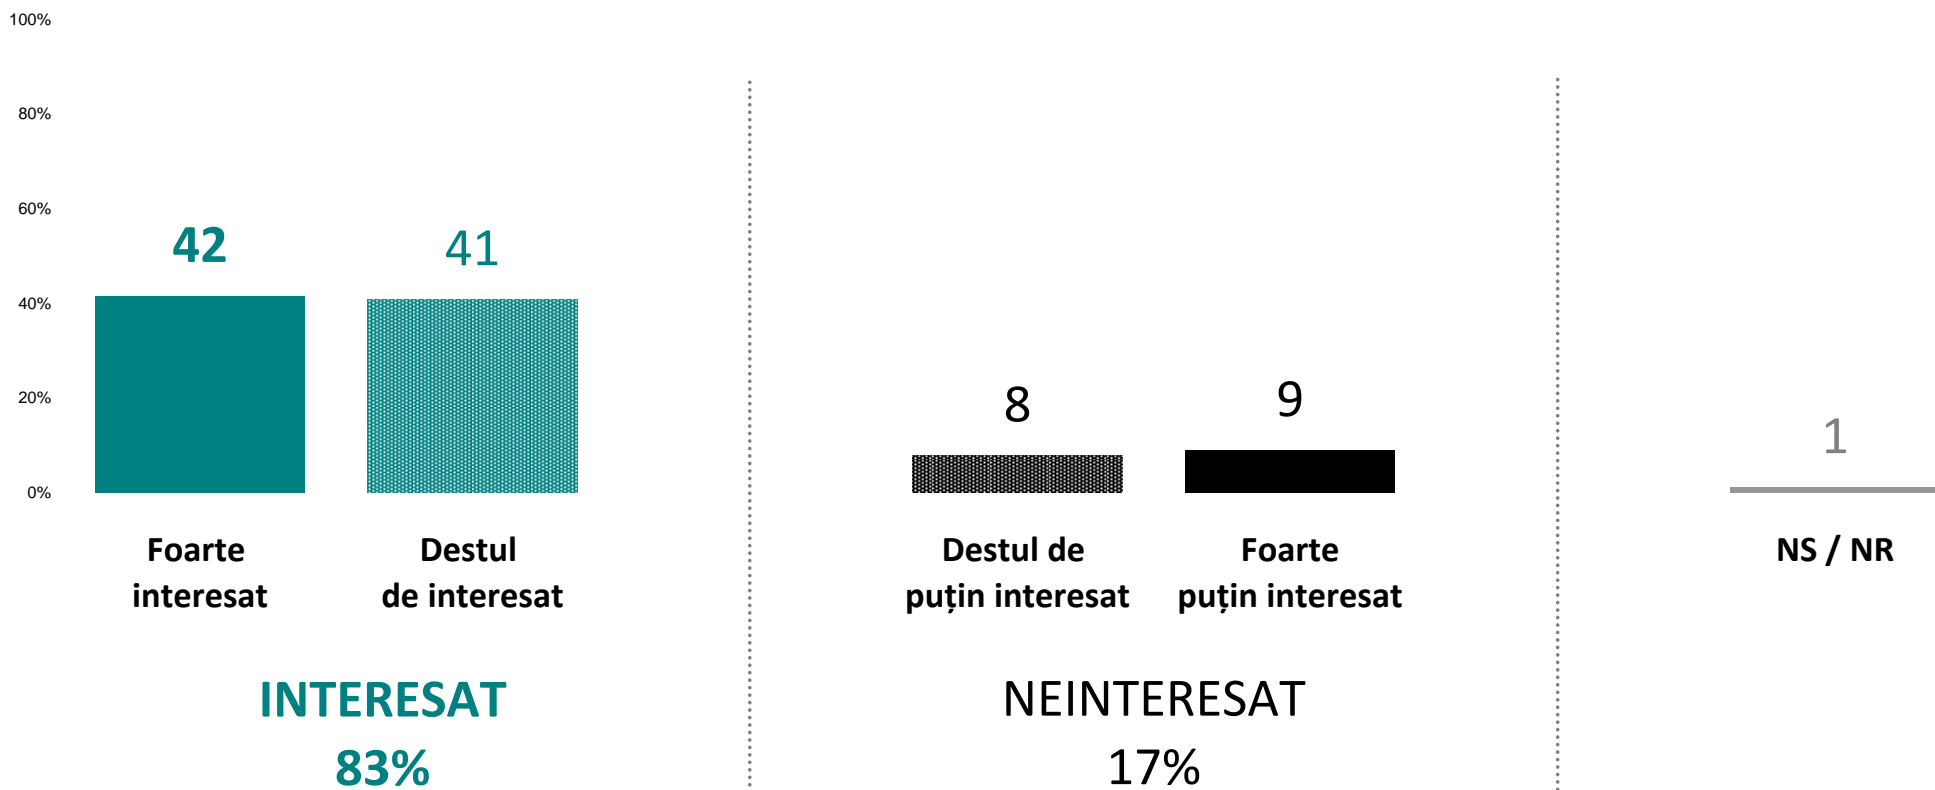 100%
80%
60%
40%
20%
0%
42
41
8
9
1
Foarte
interesat
Destul
de interesat
Destul de
puțin interesat
Foarte
puțin interesat
NS / NR
INTERESAT
83%
NEINTERESAT
17%